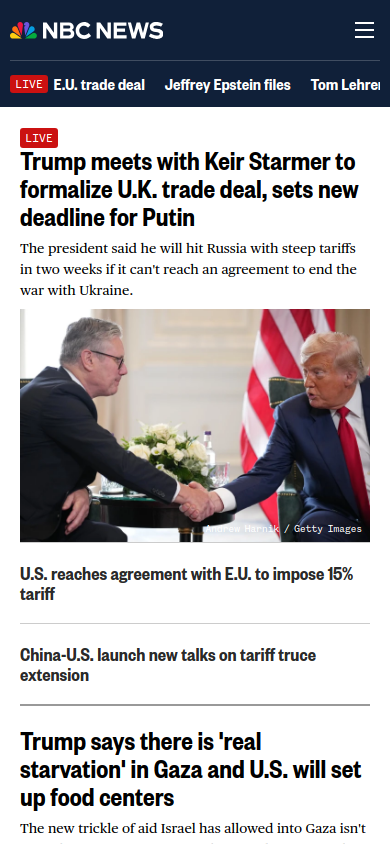 NBC NEWS
LIVE E.U. trade deal Jeffrey Epstein files Tom Lehrer
LIVE
Trump meets with Keir Starmer to
formalize U.K. trade deal, sets new
deadline for Putin
The president said he will hit Russia with steep tariffs
in two weeks if it can't reach an agreement to end the
war with Ukraine.
Andrew Harnik / Getty Images
U.S. reaches agreement with E.U. to impose 15%
tariff
China-U.S. launch new talks on tariff truce
extension
Trump says there is 'real
starvation' in Gaza and U.S. will set
up food centers
The new trickle of aid Israel has allowed into Gaza isn't